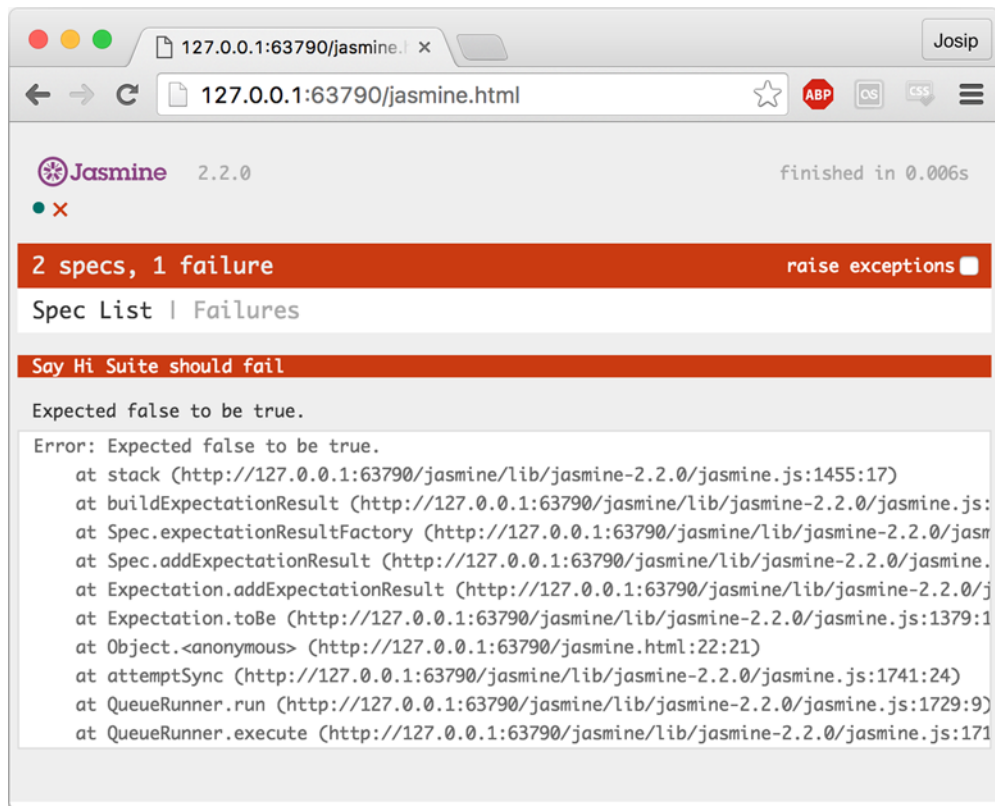 127.0.0.1:63790/jasmine.h
Josip
127.0.0.1:63790/jasmine.html
ABP
CSS
Jasmine 2.2.0 finished in 0.006s
2 specs, 1 failure raise exceptions
Spec List | Failures
Say Hi Suite should fail
Expected false to be true.
Error: Expected false to be true.
at stack (http://127.0.0.1:63790/jasmine/lib/jasmine-2.2.0/jasmine.js:1455:17)
at buildExpectationResult (http://127.0.0.1:63790/jasmine/lib/jasmine-2.2.0/jasmine.js:
at Spec.expectationResultFactory (http://127.0.0.1:63790/jasmine/lib/jasmine-2.2.0/jasm
at Spec.addExpectationResult (http://127.0.0.1:63790/jasmine/lib/jasmine-2.2.0/jasmine.
at Expectation.addExpectationResult (http://127.0.0.1:63790/jasmine/lib/jasmine-2.2.0/j
at Expectation.toBe (http://127.0.0.1:63790/jasmine/lib/jasmine-2.2.0/jasmine.js:1379:1
at Object.<anonymous> (http://127.0.0.1:63790/jasmine.html:22:21)
at attemptSync (http://127.0.0.1:63790/jasmine/lib/jasmine-2.2.0/jasmine.js:1741:24)
at QueueRunner.run (http://127.0.0.1:63790/jasmine/lib/jasmine-2.2.0/jasmine.js:1729:9)
at QueueRunner.execute (http://127.0.0.1:63790/jasmine/lib/jasmine-2.2.0/jasmine.js:171